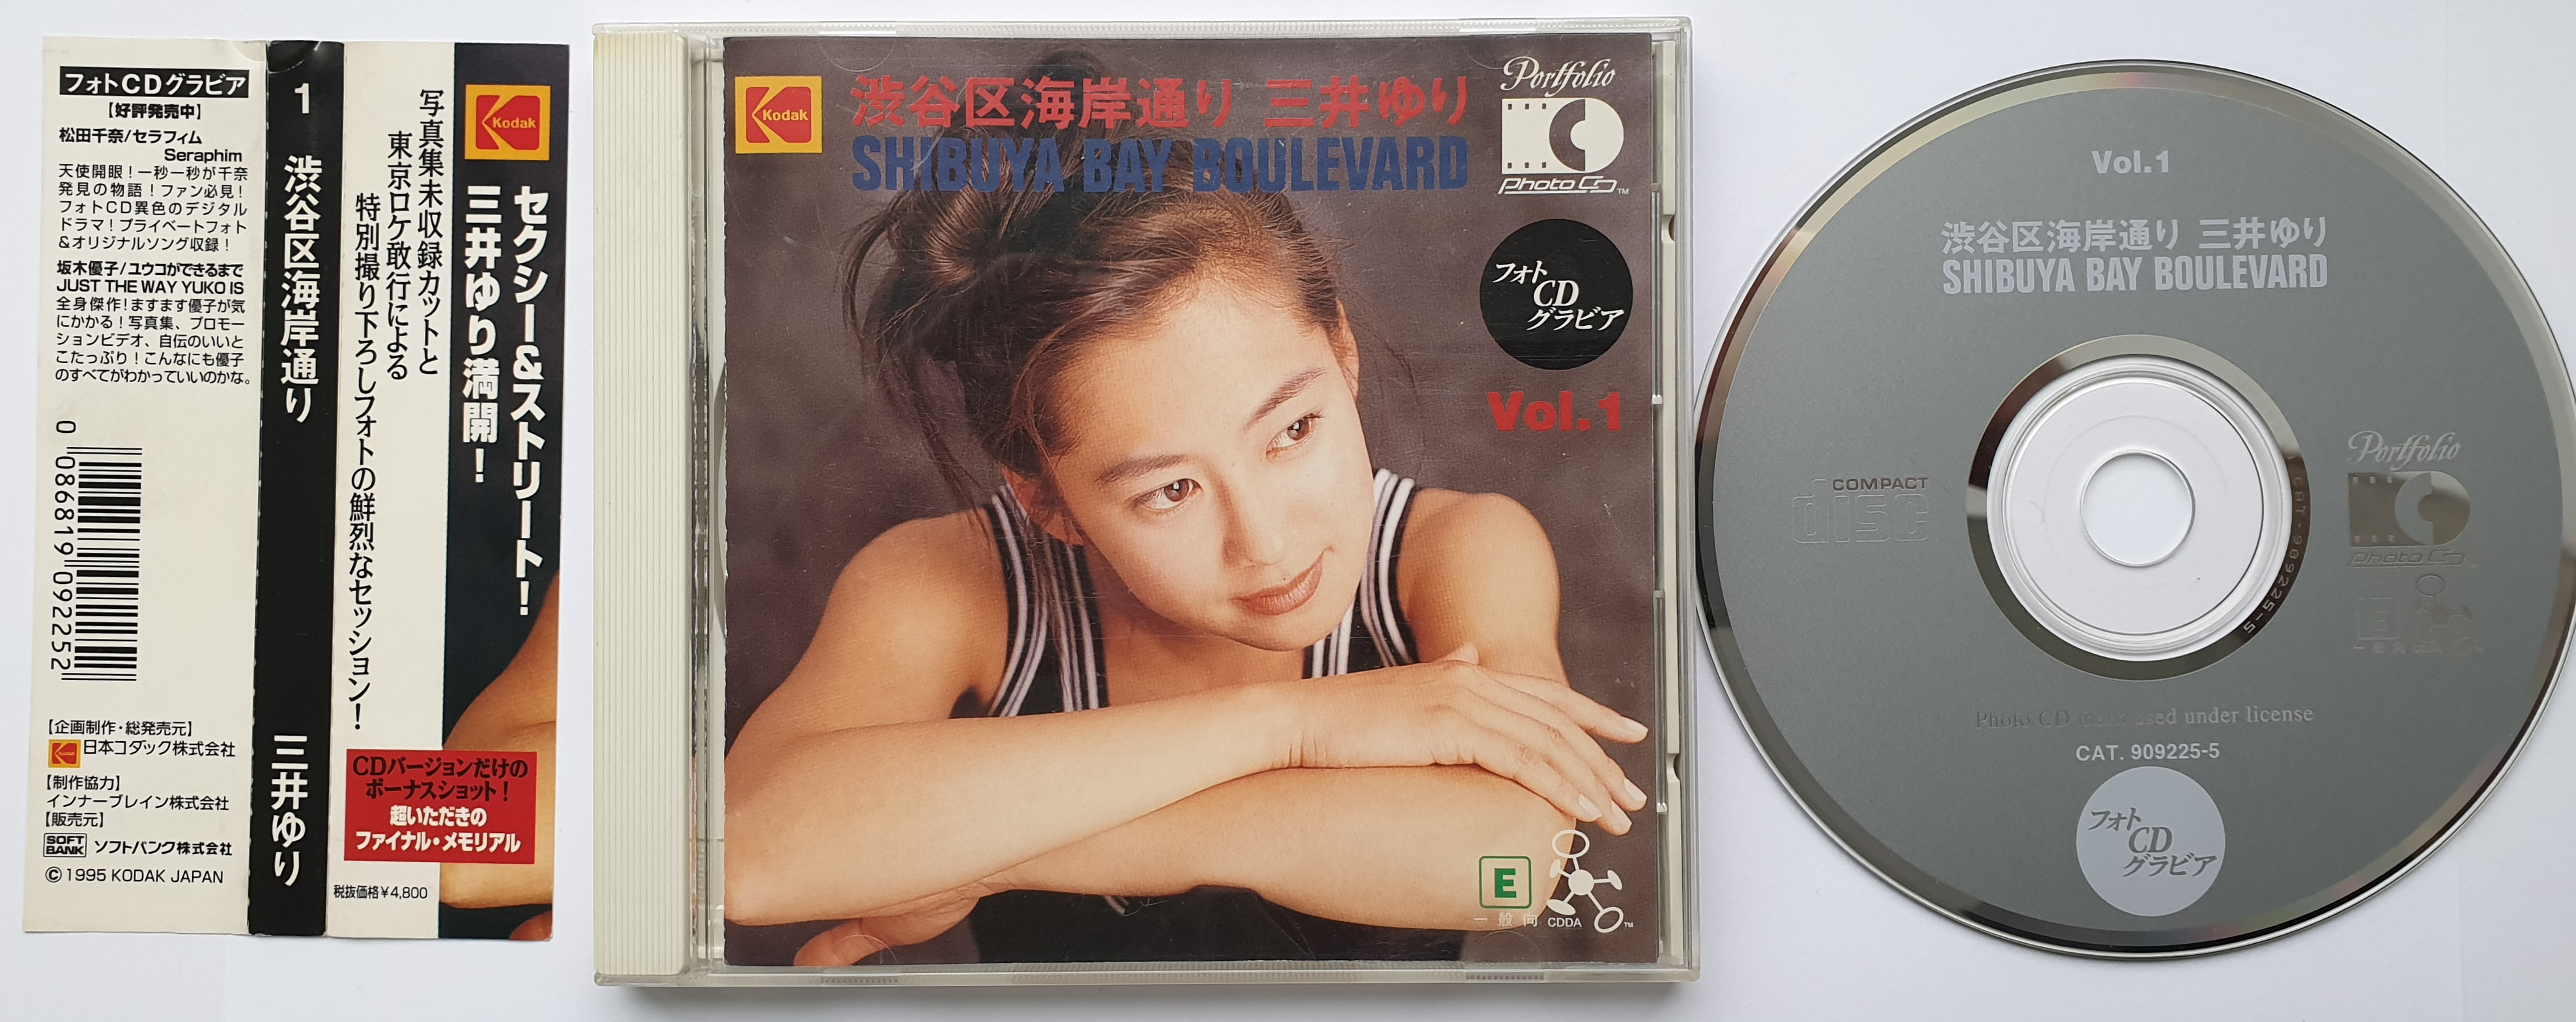 フォトCDグラビア
【好評発売中】
松田千奈/セラフィム
Seraphim
天使開眼！一秒一秒が千奈
発見の物語！ファン必見！
フォトCD異色のデジタル
ドラマ！プライベートフォト
&オリジナルソング収録！
坂木優子/ユウコができるまで
JUST THE WAY YUKO IS
全身傑作！ますます優子が気
にかかる！写真集、プロモー
ションビデオ、自伝のいいと
こたっぷり！こんなにも優子
のすべてがわかっていいのかな。
0 086819 092252
【企画制作・総発売元】
Kodak
日本コダック株式会社
【制作協力】
インナーブレイン株式会社
【販売元】
SOFT
BANK
ソフトバンク株式会社
©1995 KODAK JAPAN
1
渋谷区海岸通り
三井ゆり
Kodak
セクシー&ストリート！
三井ゆり満開！
写真集未収録カットと
東京ロケ敢行による
特別撮り下ろしフォトの鮮烈なセッション！
CDバージョンだけの
ボーナスショット！
超いただきの
ファイナル・メモリアル
税抜価格￥4,800
Kodak
渋谷区海岸通り 三井ゆり
SHIBUYA BAY BOULEVARD
Portfolio
Photo CD™
フォト
CD
グラビア
Vol.1
E
一般向
CDDA
™
Vol.1
渋谷区海岸通り 三井ゆり
SHIBUYA BAY BOULEVARD
COMPACT
disc
Portfolio
Photo CD
E
一般向 CDDA
CAT. 909225-5
Photo CD mark used under license
CAT. 909225-5
フォト
CD
グラビア